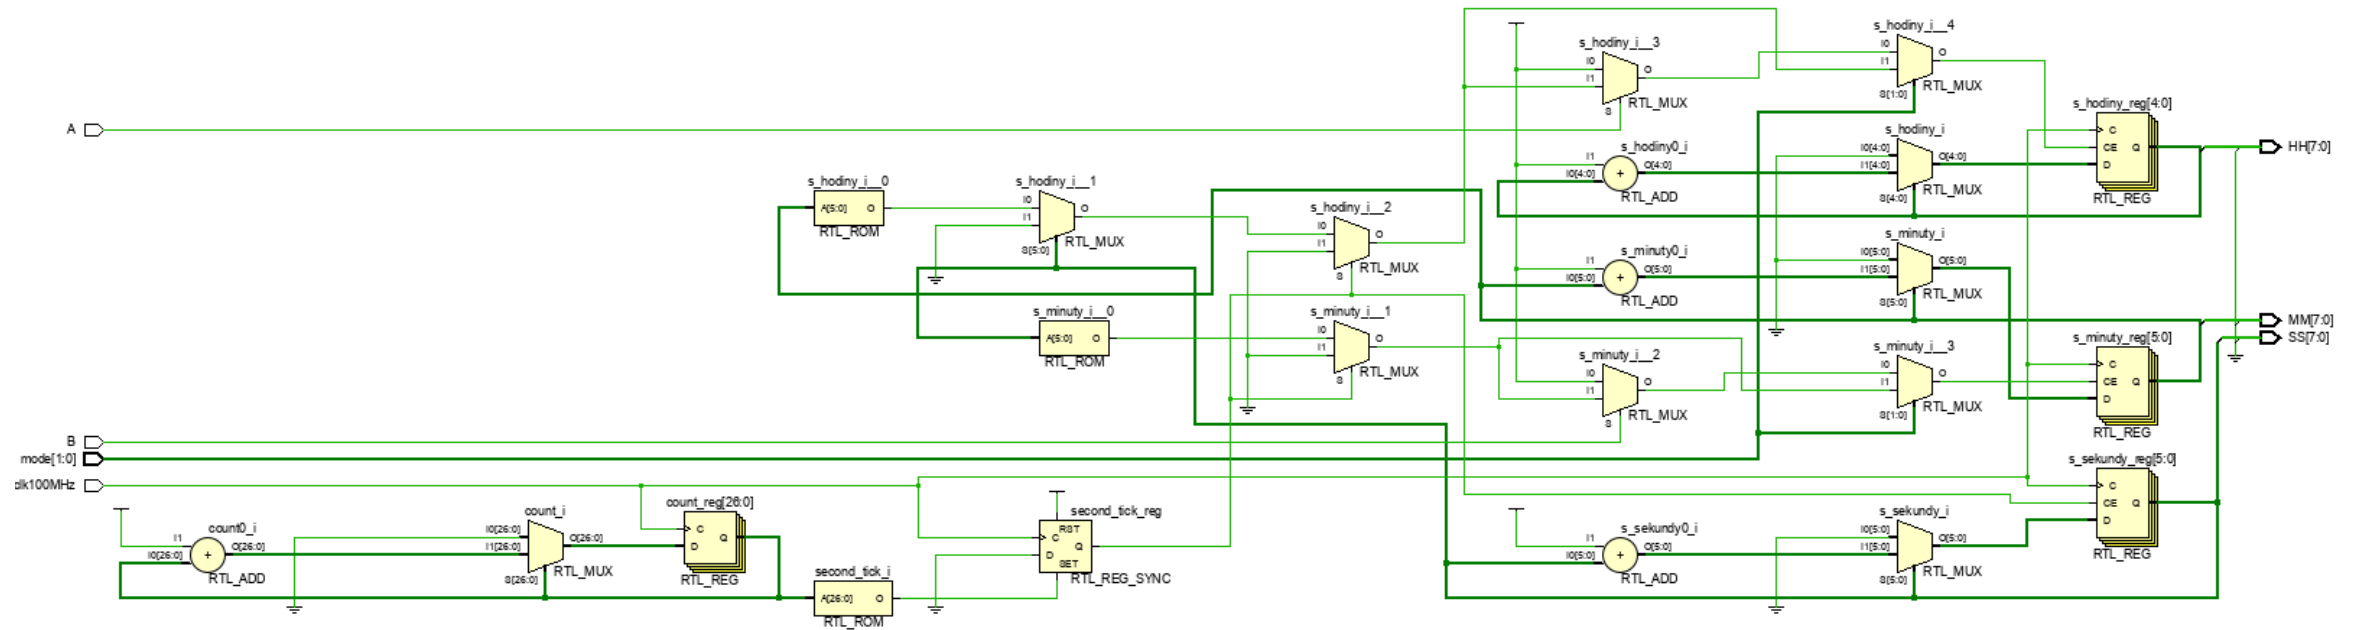 A
B
mode[1:0]
clk100MHz
count0_i
I1
I0[26:0]
O[26:0]
RTL_ADD
count_i
I0[26:0]
I1[26:0]
S[26:0]
O[26:0]
RTL_MUX
count_reg[26:0]
C
D
Q
RTL_REG
second_tick_i
A[26:0]
O
RTL_ROM
second_tick_reg
RST
C
D
SET
Q
RTL_REG_SYNC
s_hodiny_i__0
A[5:0]
O
RTL_ROM
s_hodiny_i__1
I0
I1
S[5:0]
O
RTL_MUX
s_minuty_i__0
A[5:0]
O
RTL_ROM
s_hodiny_i__2
I0
I1
S
O
RTL_MUX
s_minuty_i__1
I0
I1
S
O
RTL_MUX
s_hodiny_i__3
I0
I1
S
O
RTL_MUX
s_hodiny0_i
I1
I0[4:0]
O[4:0]
RTL_ADD
s_minuty0_i
I1
I0[5:0]
O[5:0]
RTL_ADD
s_minuty_i__2
I0
I1
S
O
RTL_MUX
s_sekundy0_i
I1
I0[5:0]
O[5:0]
RTL_ADD
s_hodiny_i__4
I0
I1
S[1:0]
O
RTL_MUX
s_hodiny_i
I0[4:0]
I1[4:0]
S[4:0]
O[4:0]
RTL_MUX
s_minuty_i
I0[5:0]
I1[5:0]
S[5:0]
O[5:0]
RTL_MUX
s_minuty_i__3
I0
I1
S[1:0]
O
RTL_MUX
s_sekundy_i
I0[5:0]
I1[5:0]
S[5:0]
O[5:0]
RTL_MUX
s_hodiny_reg[4:0]
C
CE
D
Q
RTL_REG
s_minuty_reg[5:0]
C
CE
D
Q
RTL_REG
s_sekundy_reg[5:0]
C
CE
D
Q
RTL_REG
HH[7:0]
MM[7:0]
SS[7:0]